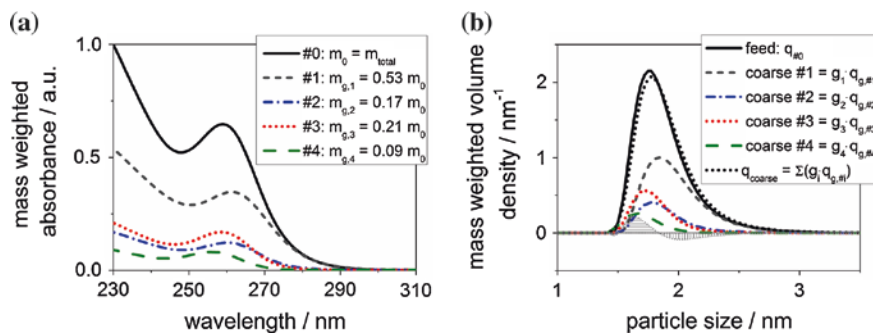 (a)
mass weighted
absorbance / a.u.
1.0
0.5
0.0
230 250 270 290 310
wavelength / nm
#0: m0 = mtotal
#1: mg,1 = 0.53 m0
#2: mg,2 = 0.17 m0
#3: mg,3 = 0.21 m0
#4: mg,4 = 0.09 m0
(b)
mass weighted volume
density / nm-1
2
1
0
1 2 3
particle size / nm
feed: q#0
coarse #1 = g1·qg,#1
coarse #2 = g2·qg,#2
coarse #3 = g3·qg,#3
coarse #4 = g4·qg,#4
qcoarse = Σ(gi·qg,#i)